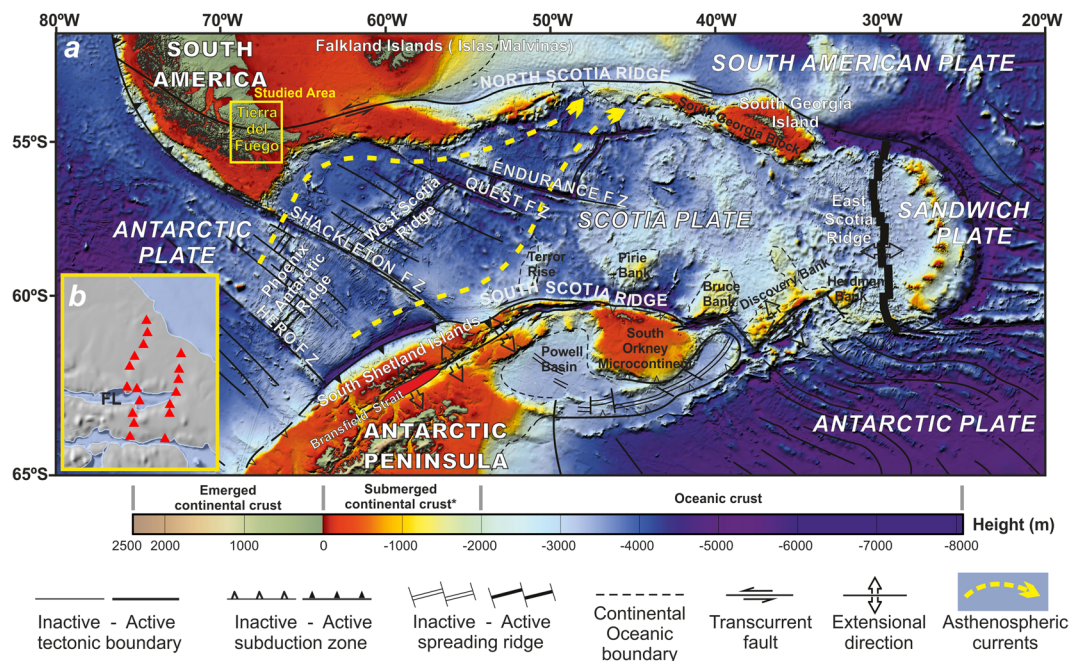 80°W 70°W 60°W 50°W 40°W 30°W 20°W
a
SOUTH
AMERICA
Falkland Islands ( Islas Malvinas)
SOUTH AMERICAN PLATE
NORTH SCOTIA RIDGE
Studied Area
Tierra
del
Fuego
South Georgia
Island
South Georgia Block
55°S
ENDURANCE F Z
QUEST F Z
West Scotia
Ridge
SHACKLETON F Z
SCOTIA PLATE
East
Scotia
Ridge
SANDWICH
PLATE
ANTARCTIC
PLATE
Phoenix
Antarctic
Ridge
HERO F Z
Terror
Rise
Pirie
Bank
Bruce
Bank
Discovery Bank
Herdman
Bank
60°S
b
FL
SOUTH SCOTIA RIDGE
South Shetland Islands
Powell
Basin
South
Orkney
Microcontinent
Bransfield Strait
ANTARCTIC
PENINSULA
ANTARCTIC PLATE
65°S
Emerged
continental crust
Submerged
continental crust*
Oceanic crust
Height (m)
2500 2000 1000 0 -1000 -2000 -3000 -4000 -5000 -6000 -7000 -8000
Inactive - Active
tectonic boundary
Inactive - Active
subduction zone
Inactive - Active
spreading ridge
Continental
Oceanic
boundary
Transcurrent
fault
Extensional
direction
Asthenospheric
currents